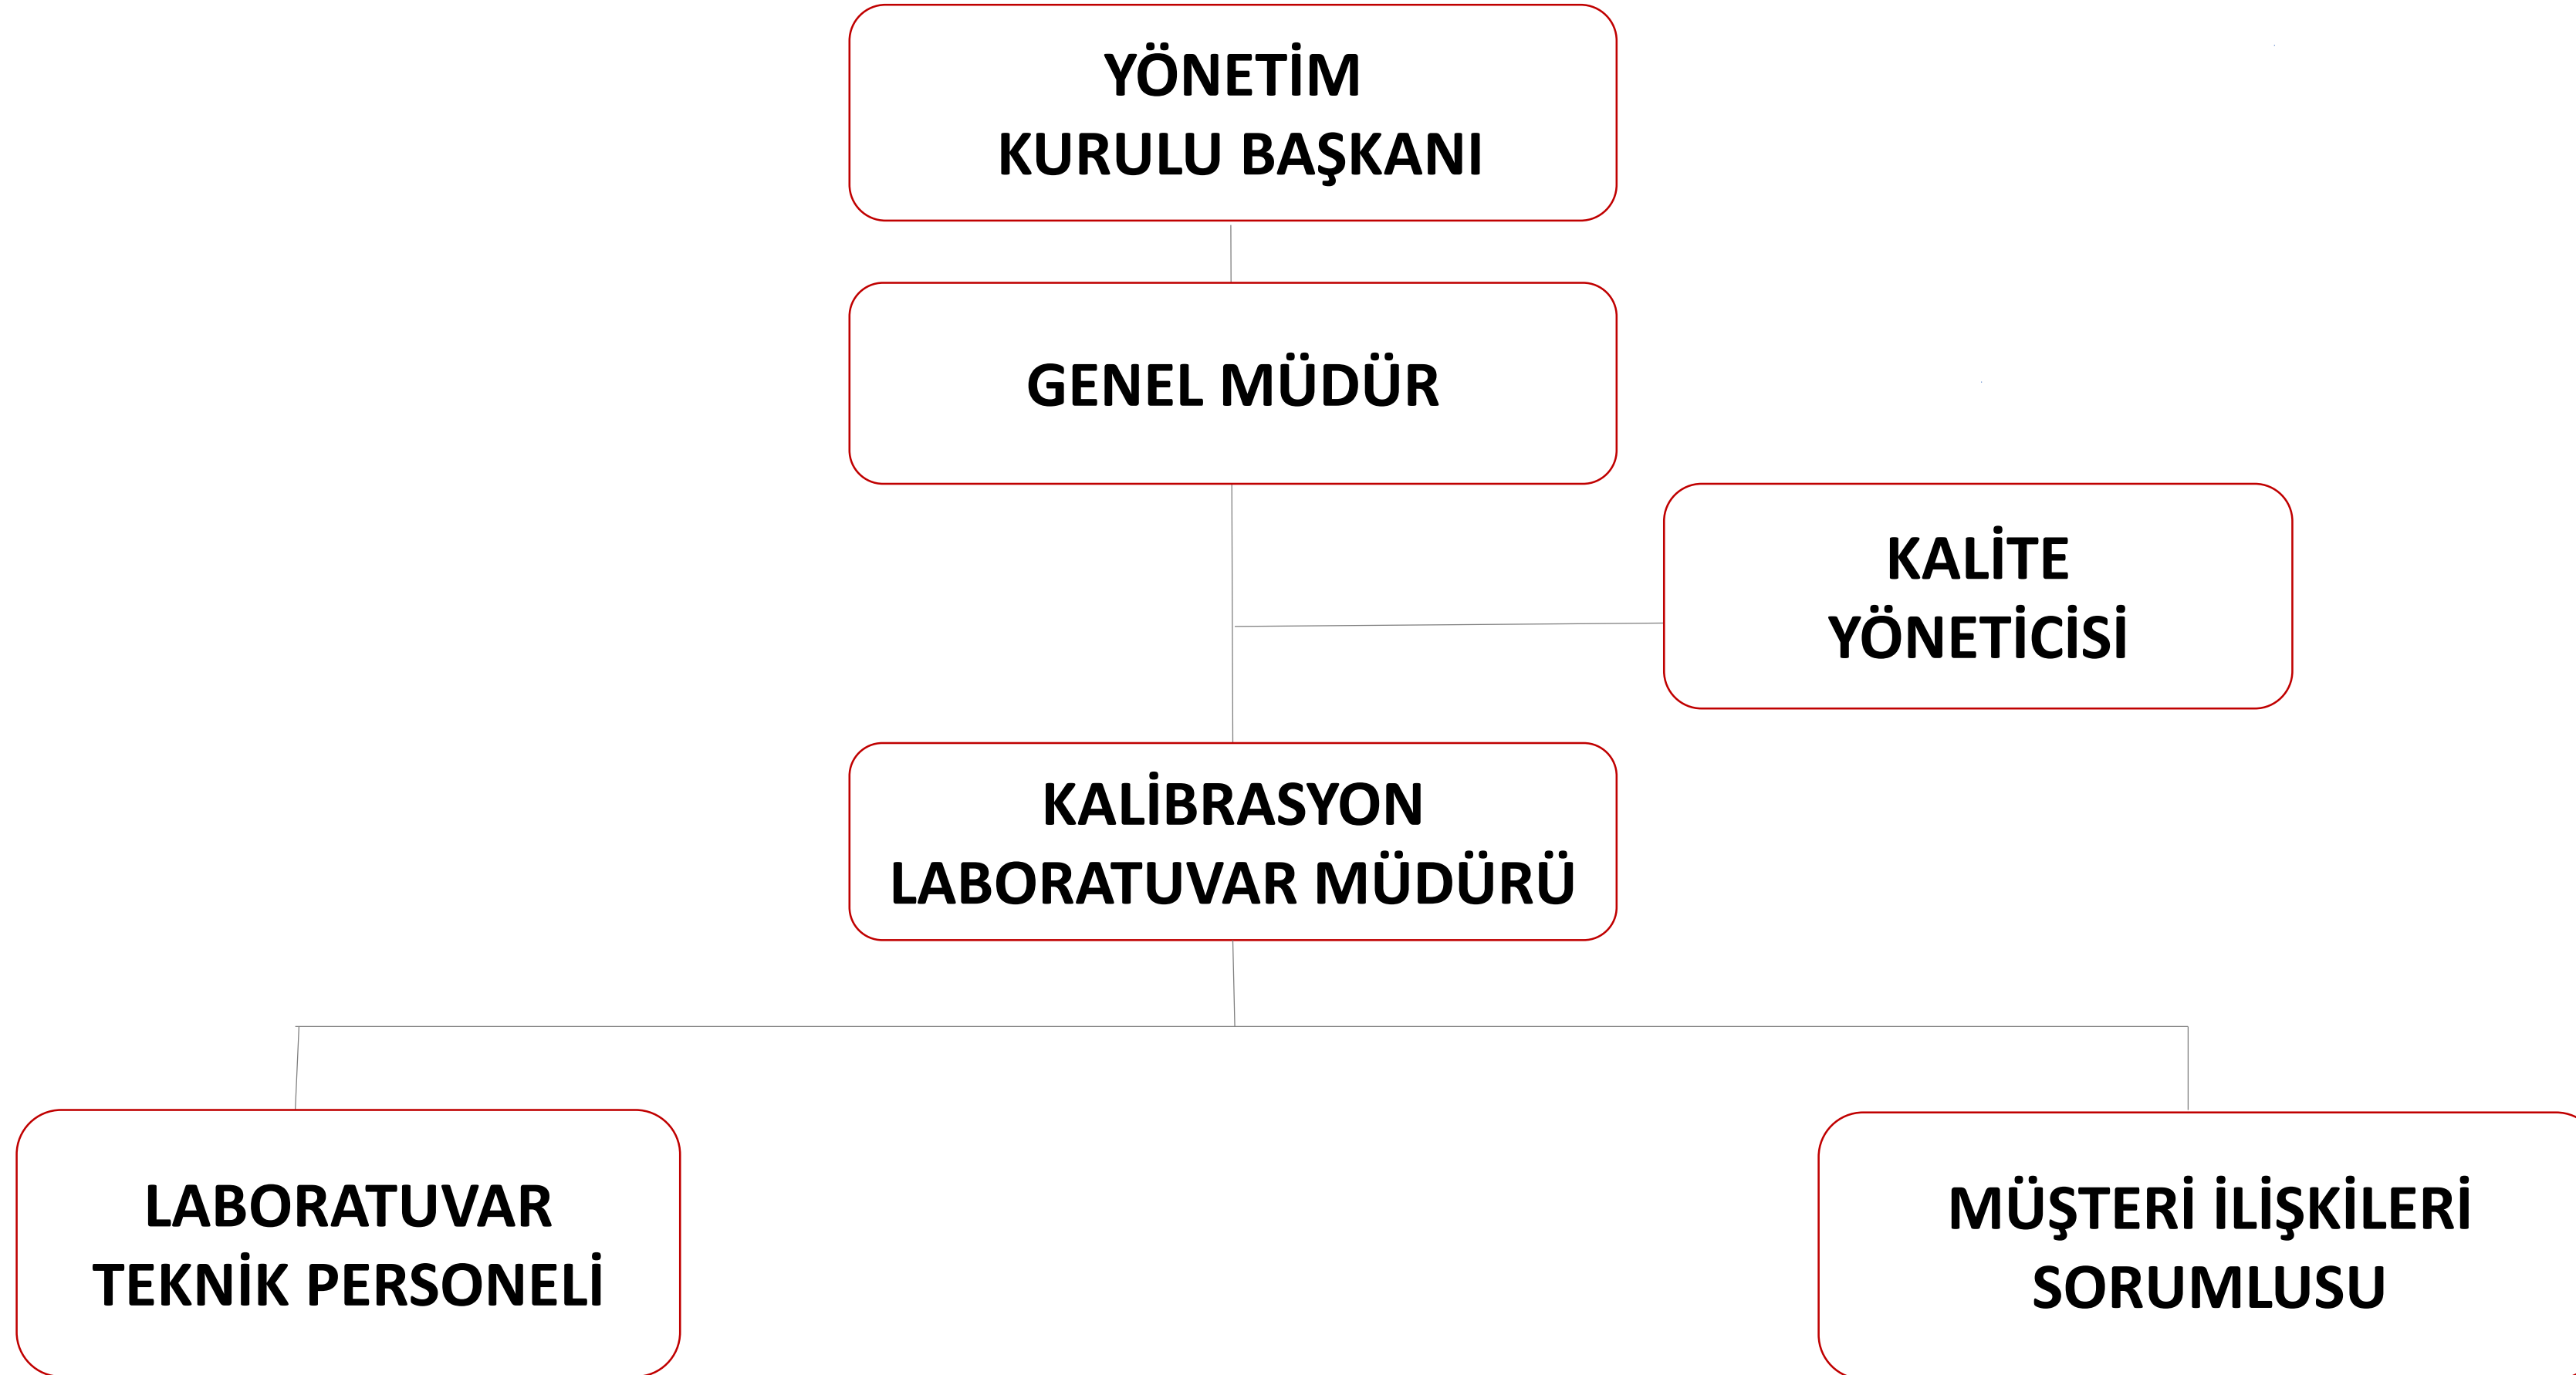 YÖNETİM
KURULU BAŞKANI
GENEL MÜDÜR
KALİTE
YÖNETİCİSİ
KALİBRASYON
LABORATUVAR MÜDÜRÜ
LABORATUVAR
TEKNİK PERSONELİ
MÜŞTERİ İLİŞKİLERİ
SORUMLUSU